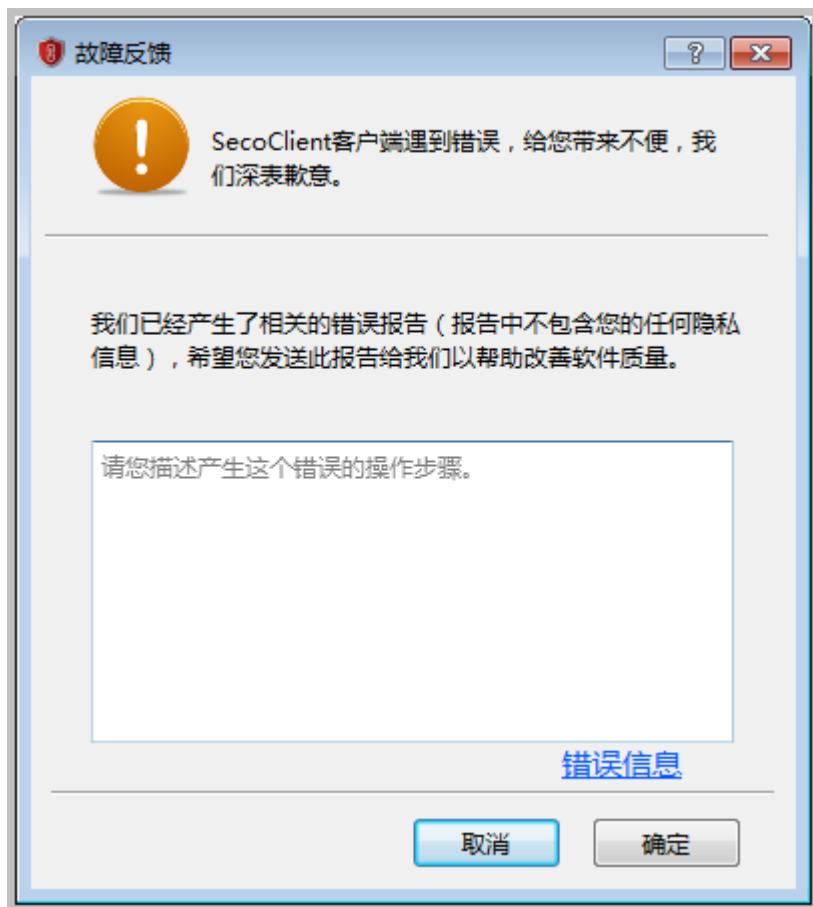 故障反馈
SecoClient客户端遇到错误，给您带来不便，我
们深表歉意。
我们已经产生了相关的错误报告（报告中不包含您的任何隐私
信息），希望您发送此报告给我们以帮助改善软件质量。
请您描述产生这个错误的操作步骤。
错误信息
取消
确定